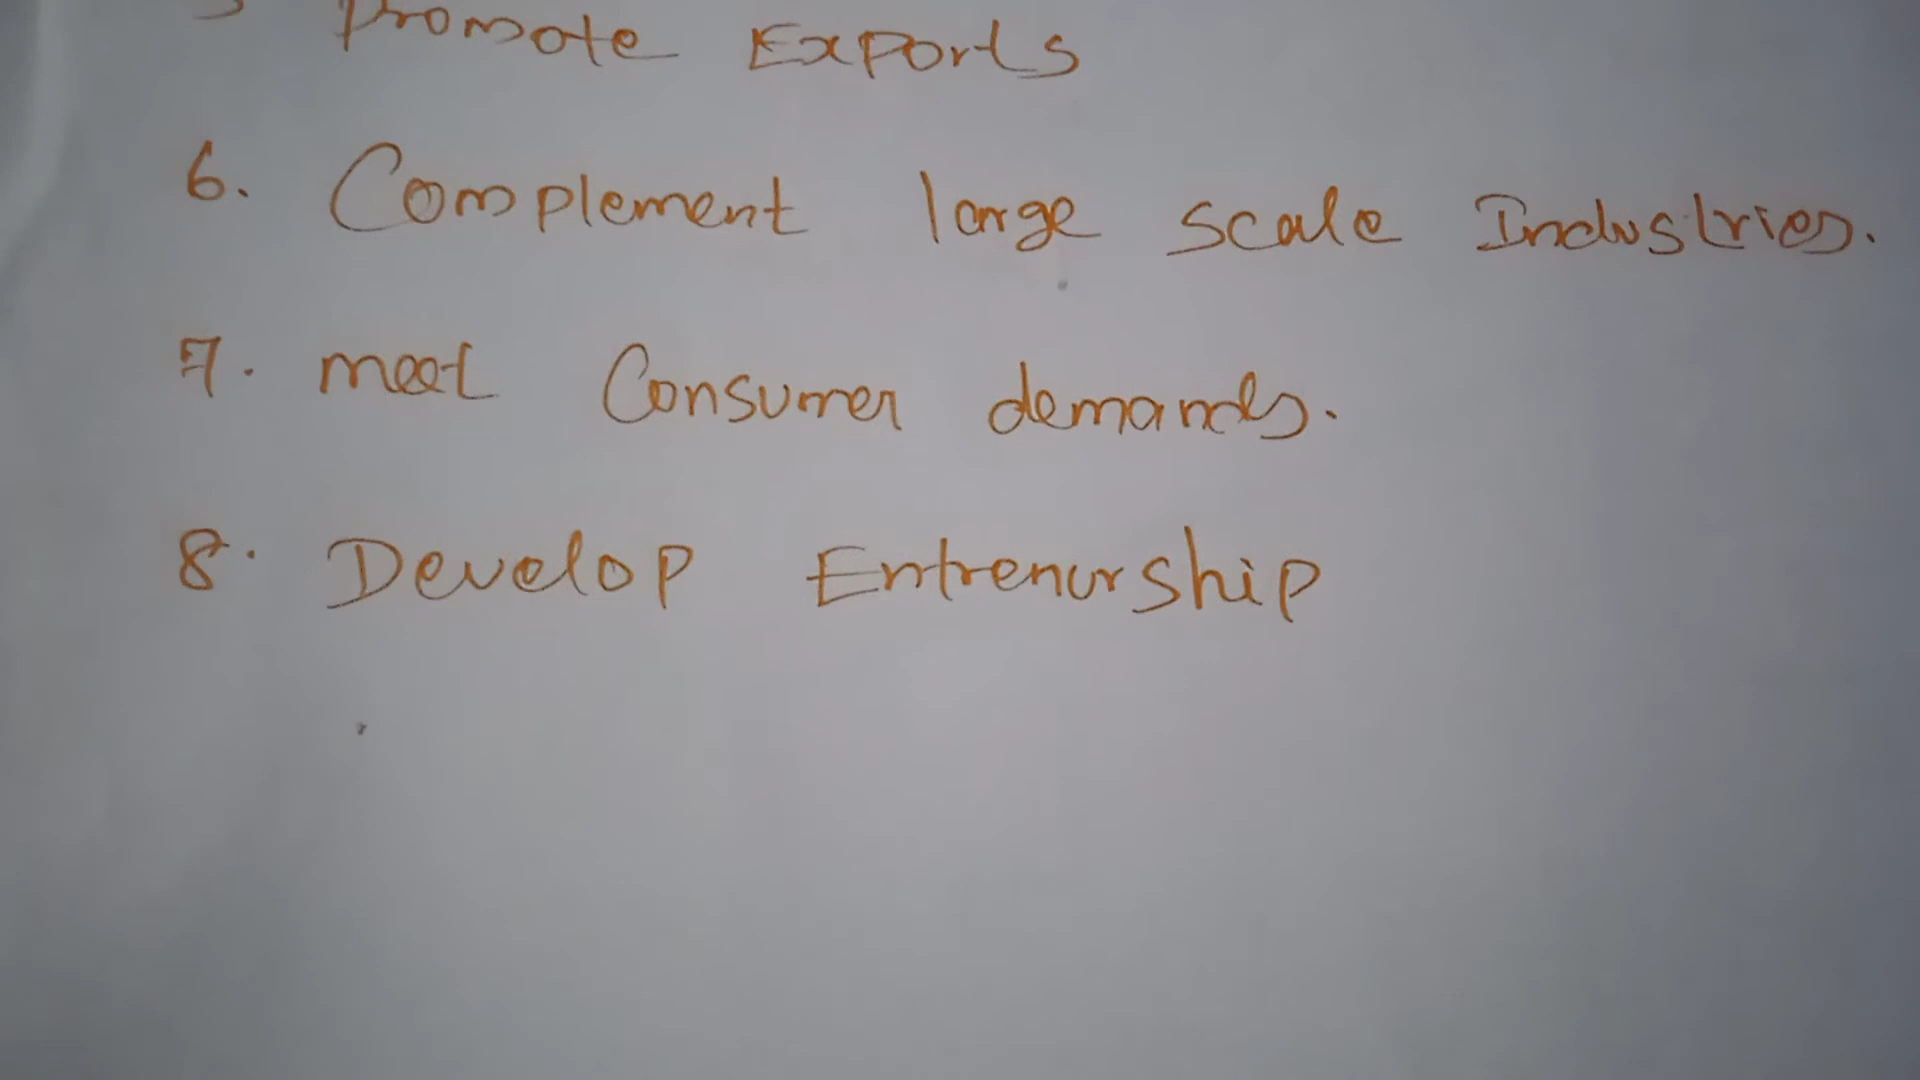 Promote Exports
6. Complement large scale Industries.
7. meet Consumer demands.
8. Develop Entrenurship